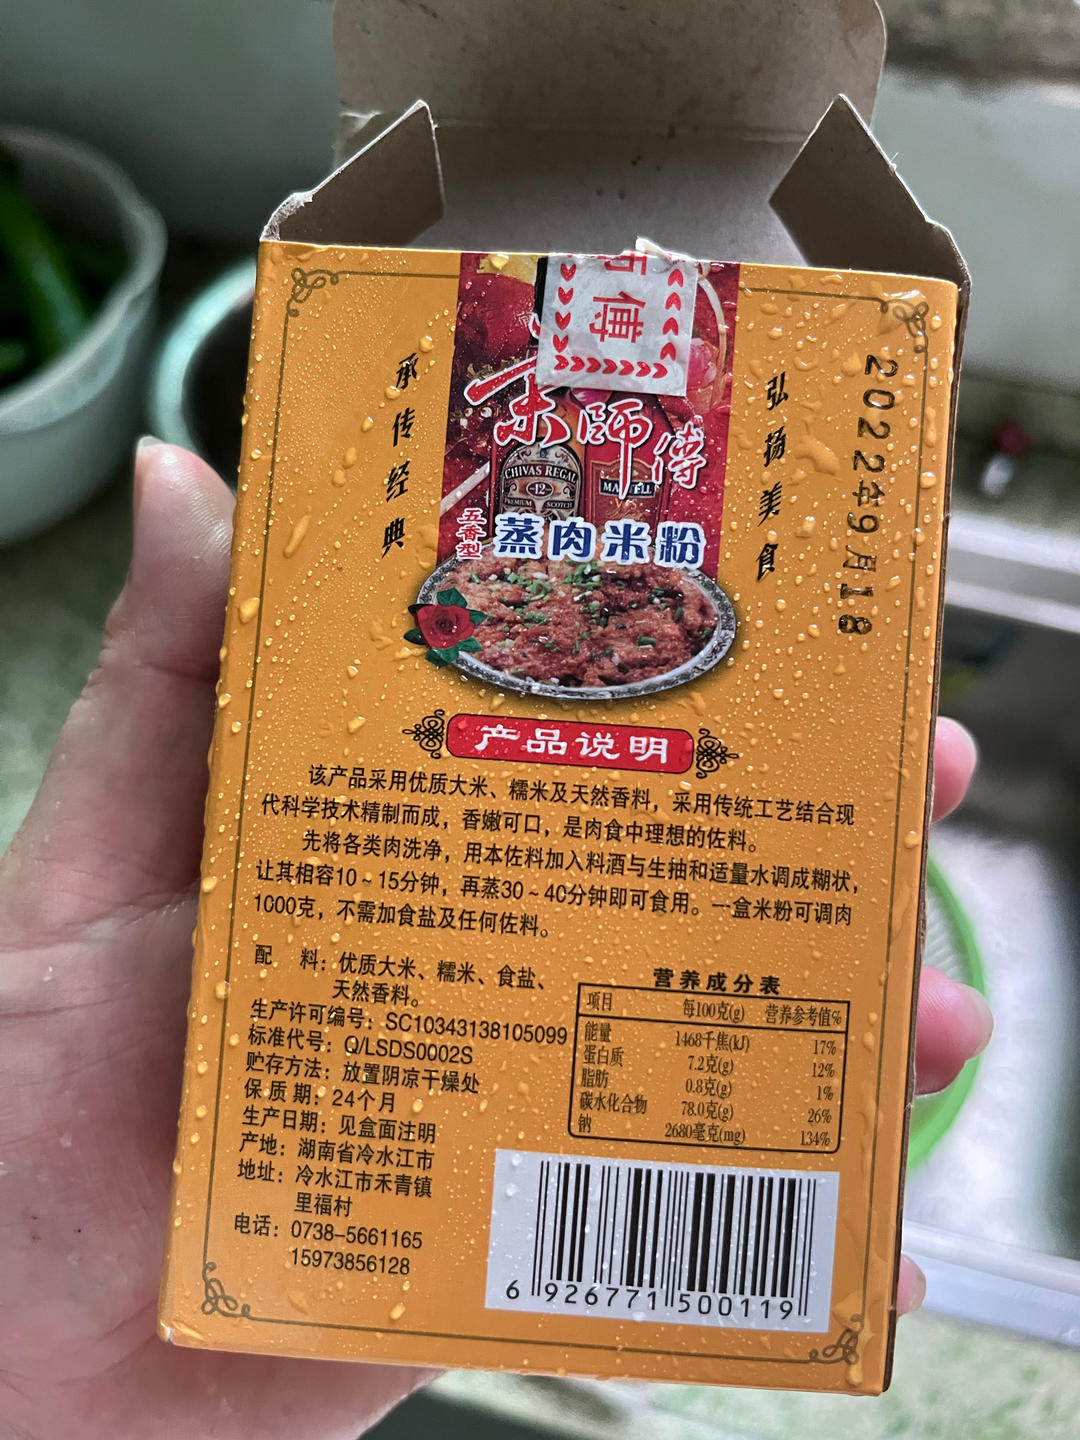 傅
2022年9月18
承传经典
弘扬美食
師傅
CHIVAS REGAL
12
PREMIUM SCOTCH
五香型
蒸肉米粉
产品说明
该产品采用优质大米、糯米及天然香料，采用传统工艺结合现
代科学技术精制而成，香嫩可口，是肉食中理想的佐料。
先将各类肉洗净，用本佐料加入料酒与生抽和适量水调成糊状，
让其相容10~15分钟，再蒸30~40分钟即可食用。一盒米粉可调肉
1000克，不需加食盐及任何佐料。
配 料：优质大米、糯米、食盐、
天然香料。
生产许可编号：SC10343138105099
标准代号：Q/LSDS0002S
贮存方法：放置阴凉干燥处
保质期：24个月
生产日期：见盒面注明
产地：湖南省冷水江市
地址：冷水江市禾青镇
里福村
电话：0738-5661165
15973856128
营养成分表
项目 每100克(g) 营养参考值%
能量 1468千焦(kJ) 17%
蛋白质 7.2克(g) 12%
脂肪 0.8克(g) 1%
碳水化合物 78.0克(g) 26%
钠 2680毫克(mg) 134%
6 926771 500119